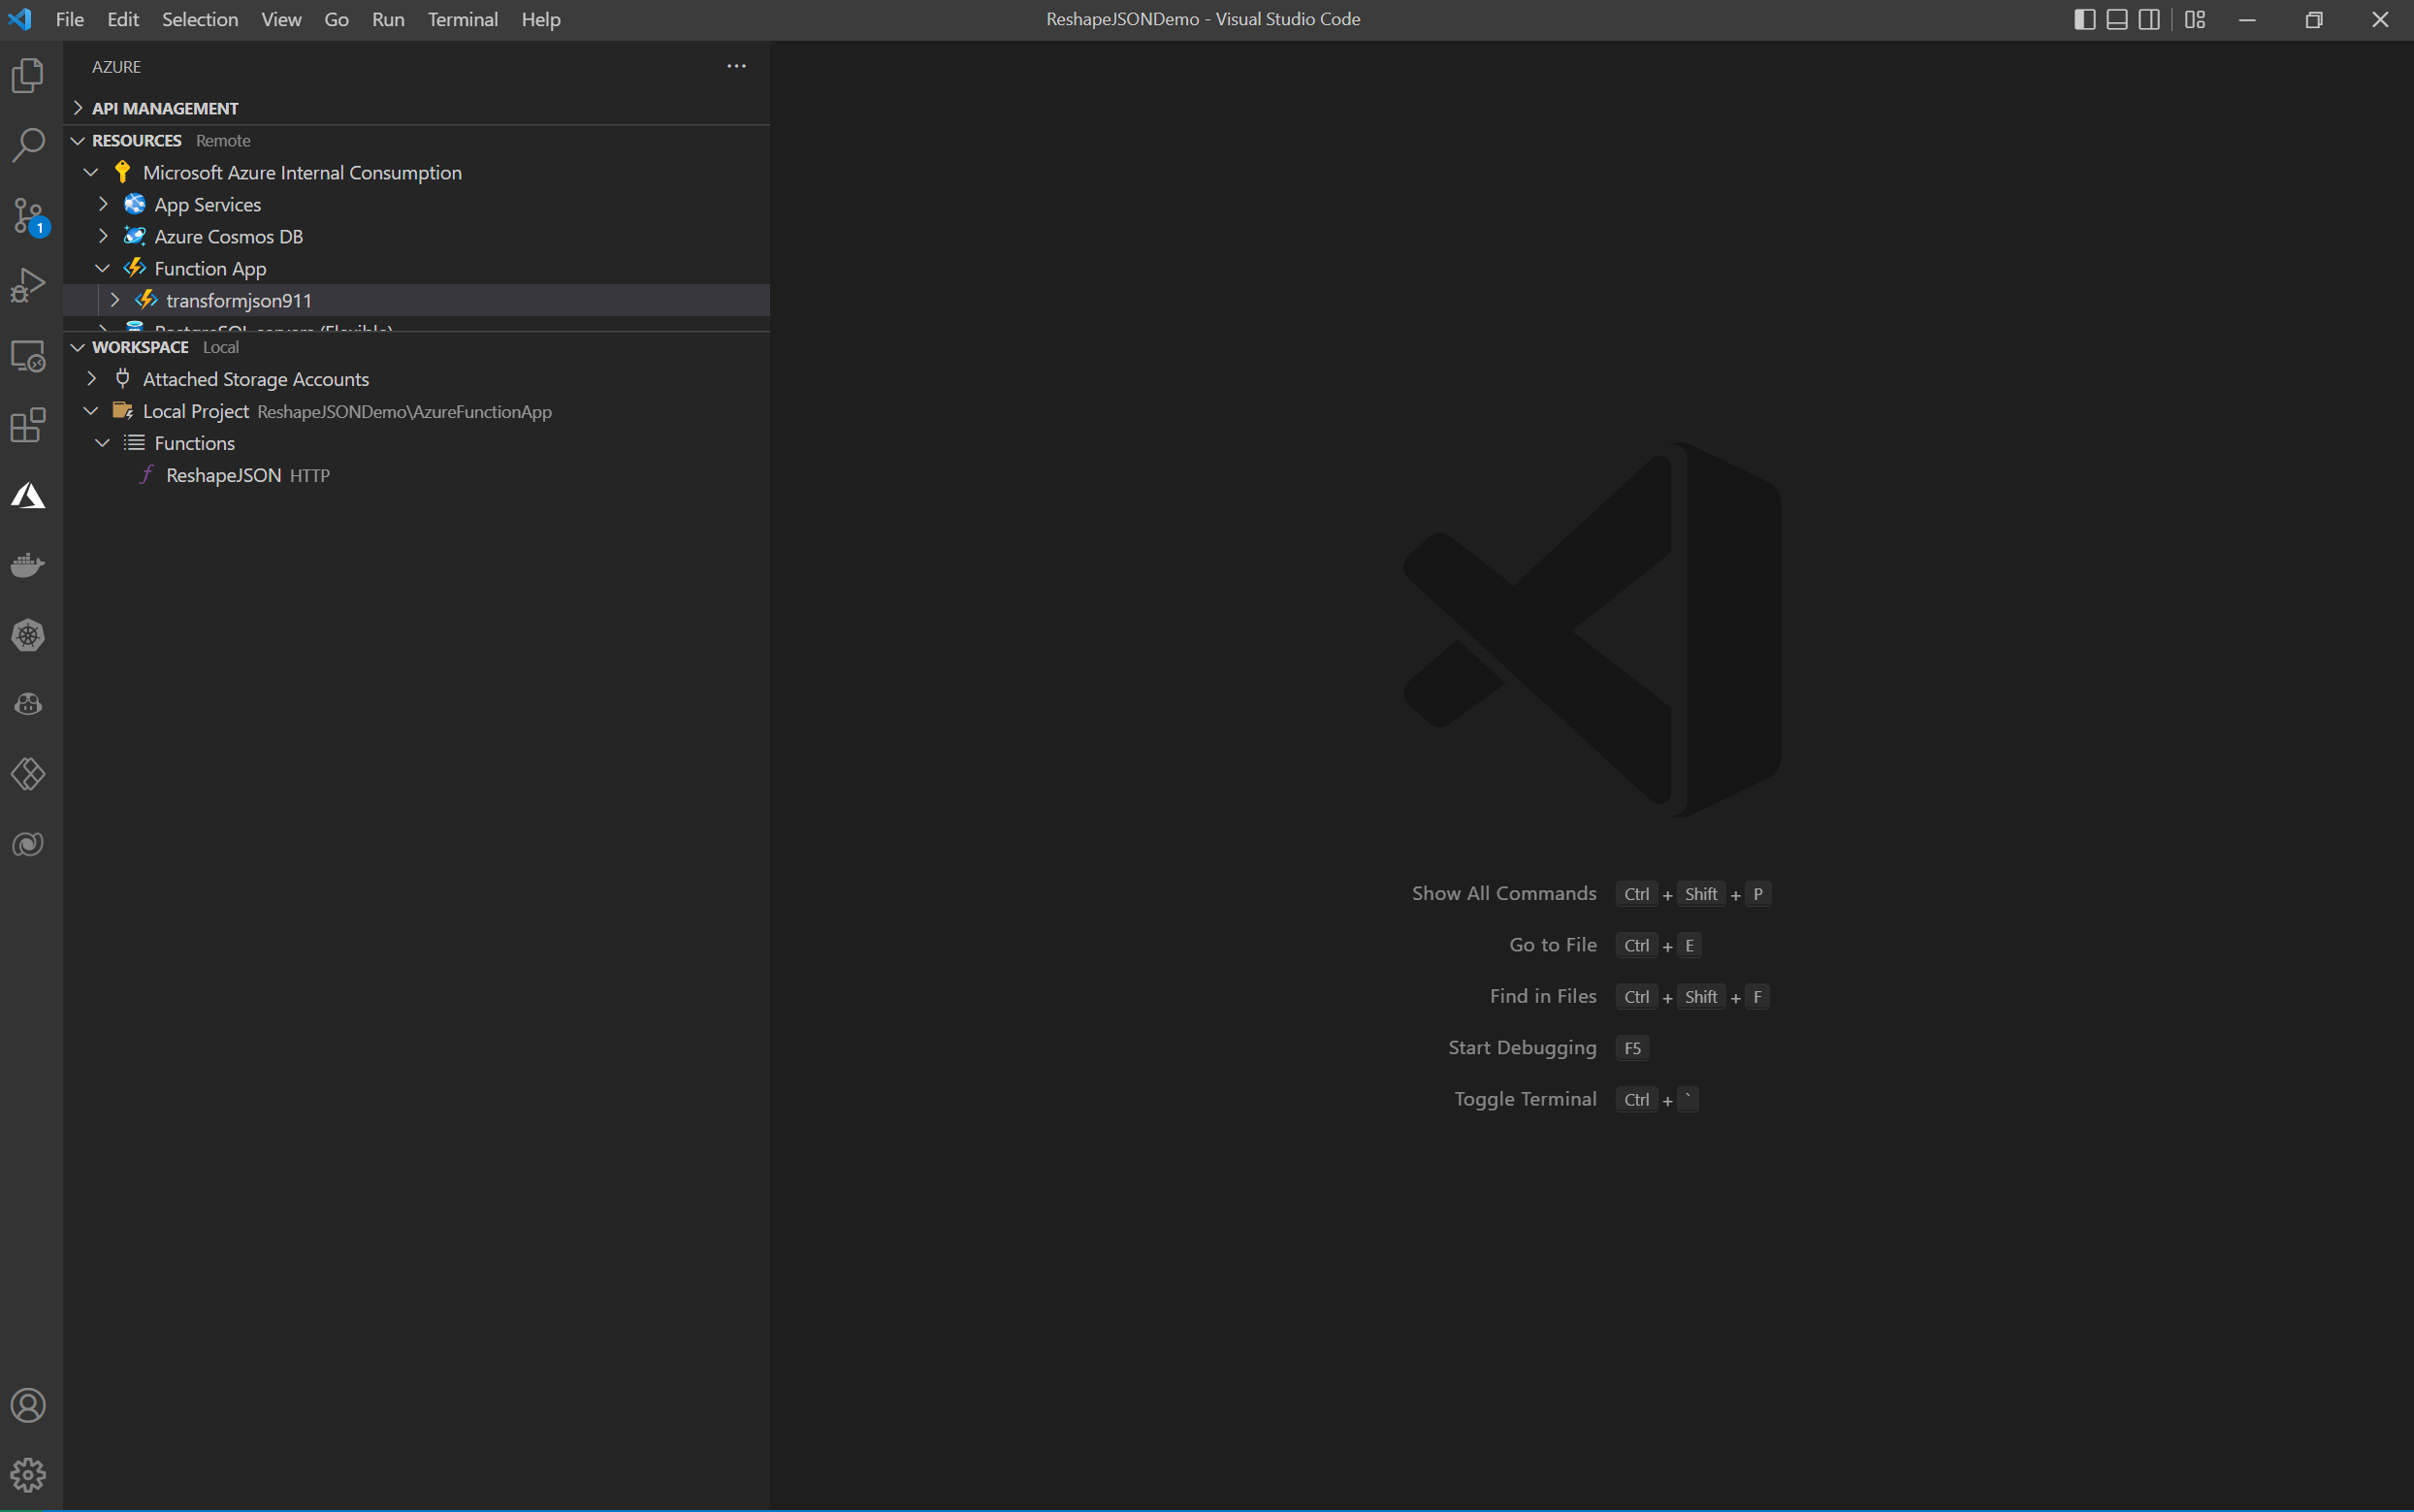 File Edit Selection View Go Run Terminal Help
ReshapeJSONDemo - Visual Studio Code
AZURE
API MANAGEMENT
RESOURCES Remote
Microsoft Azure Internal Consumption
App Services
Azure Cosmos DB
Function App
transformjson911
PostgreSQL servers (Flexible)
WORKSPACE Local
Attached Storage Accounts
Local Project ReshapeJSONDemo\AzureFunctionApp
Functions
ReshapeJSON HTTP
1
Show All Commands Ctrl + Shift + P
Go to File Ctrl + E
Find in Files Ctrl + Shift + F
Start Debugging F5
Toggle Terminal Ctrl + `